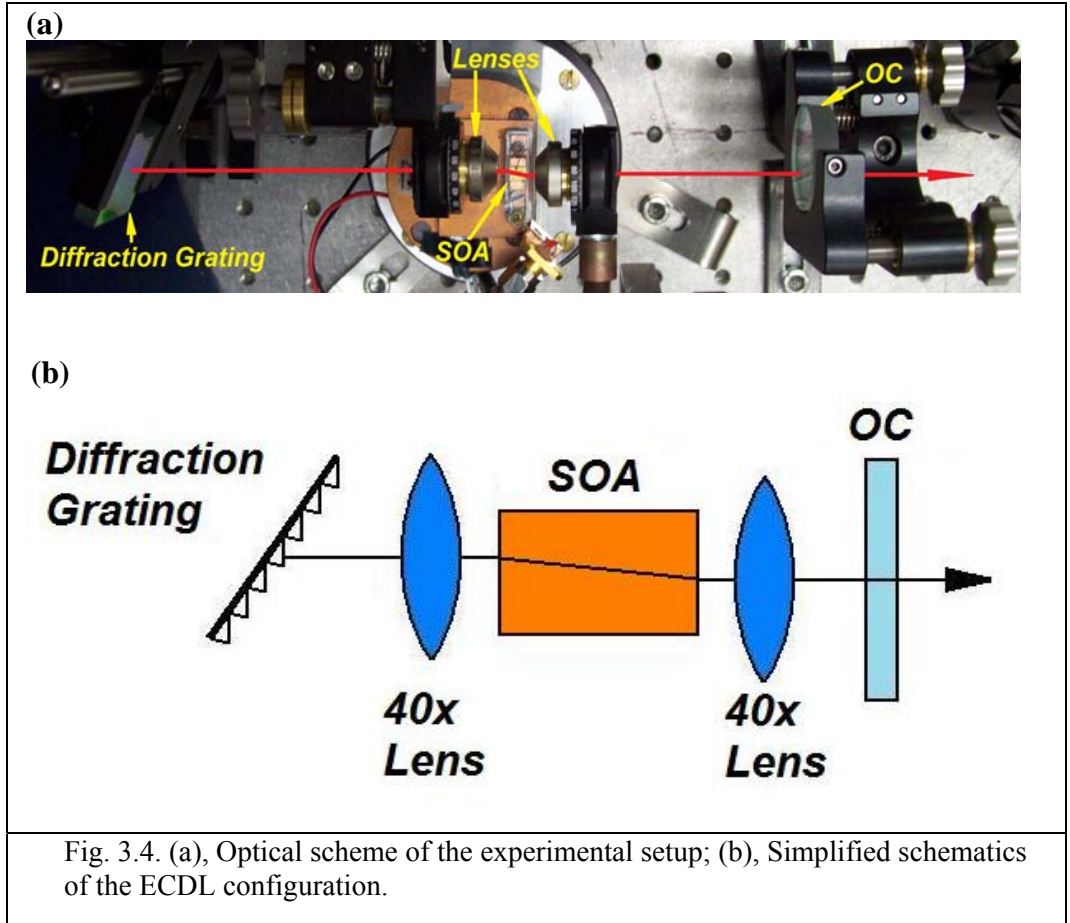 (a)
Lenses
OC
Diffraction Grating
SOA
(b)
Diffraction
Grating
SOA
OC
40x
Lens
40x
Lens
Fig. 3.4. (a), Optical scheme of the experimental setup; (b), Simplified schematics
of the ECDL configuration.